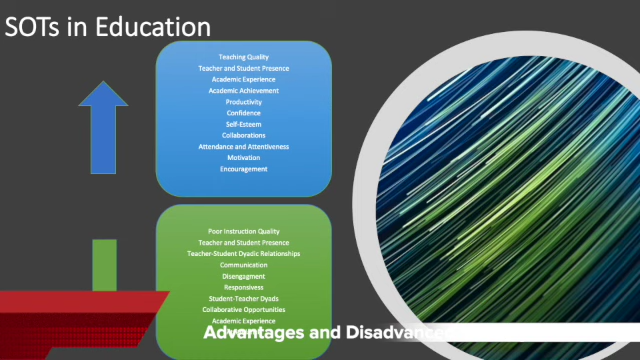 SOTs in Education
Teaching Quality
Teacher and Student Presence
Academic Experience
Academic Achievement
Productivity
Confidence
Self-Esteem
Collaborations
Attendance and Attentiveness
Motivation
Encouragement
Poor Instruction Quality
Teacher and Student Presence
Teacher-Student Dyadic Relationships
Communication
Disengagment
Responsivess
Student-Teacher Dyads
Collaborative Opportunities
Academic Experience
Advantages and Disadvance